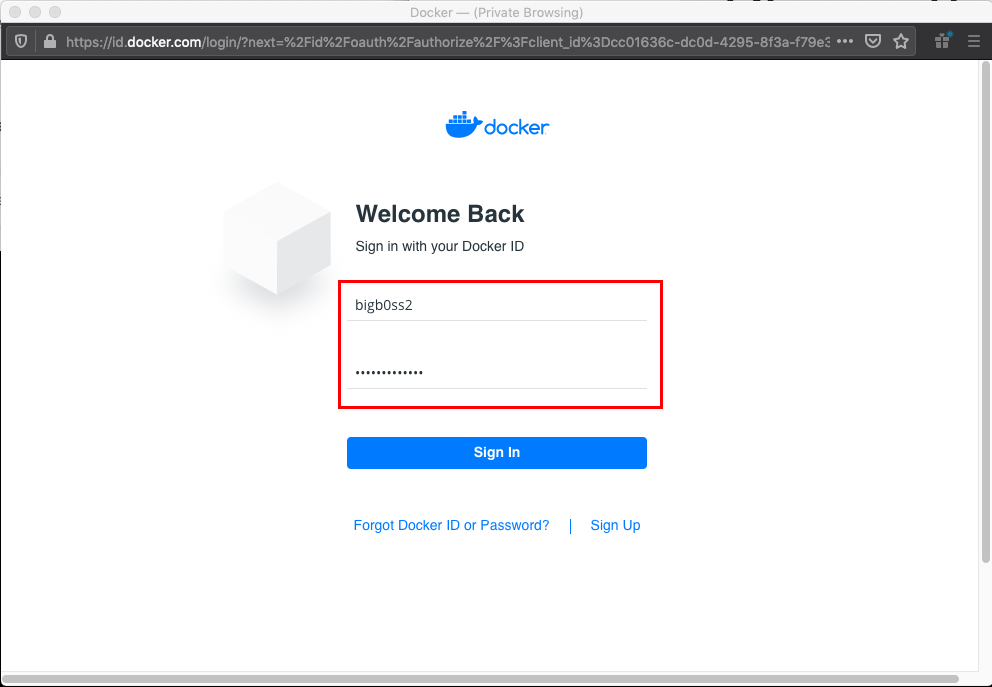 Docker — (Private Browsing)
https://id.docker.com/login/?next=%2Fid%2Foauth%2Fauthorize%2F%3Fclient_id%3Dcc01636c-dc0d-4295-8f3a-f79e3
docker
Welcome Back
Sign in with your Docker ID
bigb0ss2
•••••••••••••
Sign In
Forgot Docker ID or Password? | Sign Up